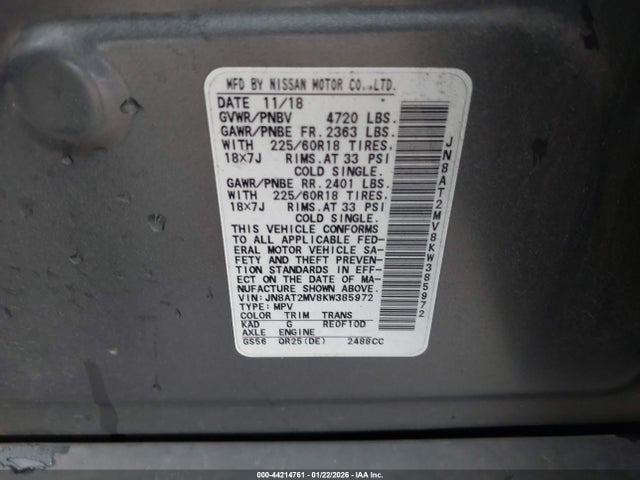 MFD BY NISSAN MOTOR CO.,LTD.
DATE 11/18
GVWR/PNBV 4720 LBS.
GAWR/PNBE FR. 2363 LBS.
WITH 225/60R18 TIRES.
18X7J RIMS.AT 33 PSI
COLD SINGLE.
GAWR/PNBE RR. 2401 LBS.
WITH 225/60R18 TIRES.
18X7J RIMS.AT 33 PSI
COLD SINGLE.
THIS VEHICLE CONFORMS
TO ALL APPLICABLE FED-
ERAL MOTOR VEHICLE SA-
FETY AND THEFT PREVEN-
TION STANDARDS IN EFF-
ECT ON THE DATE OF MA-
NUFACTURE SHOWN ABOVE.
VIN:JN8AT2MV8KW385972
TYPE:MPV
COLOR TRIM TRANS
KAD G RE0F10D
AXLE ENGINE
GS56 QR25(DE) 2488CC
JN8AT2MV8KW385972
000-44214761 - 01/22/2026 - © IAA Inc.